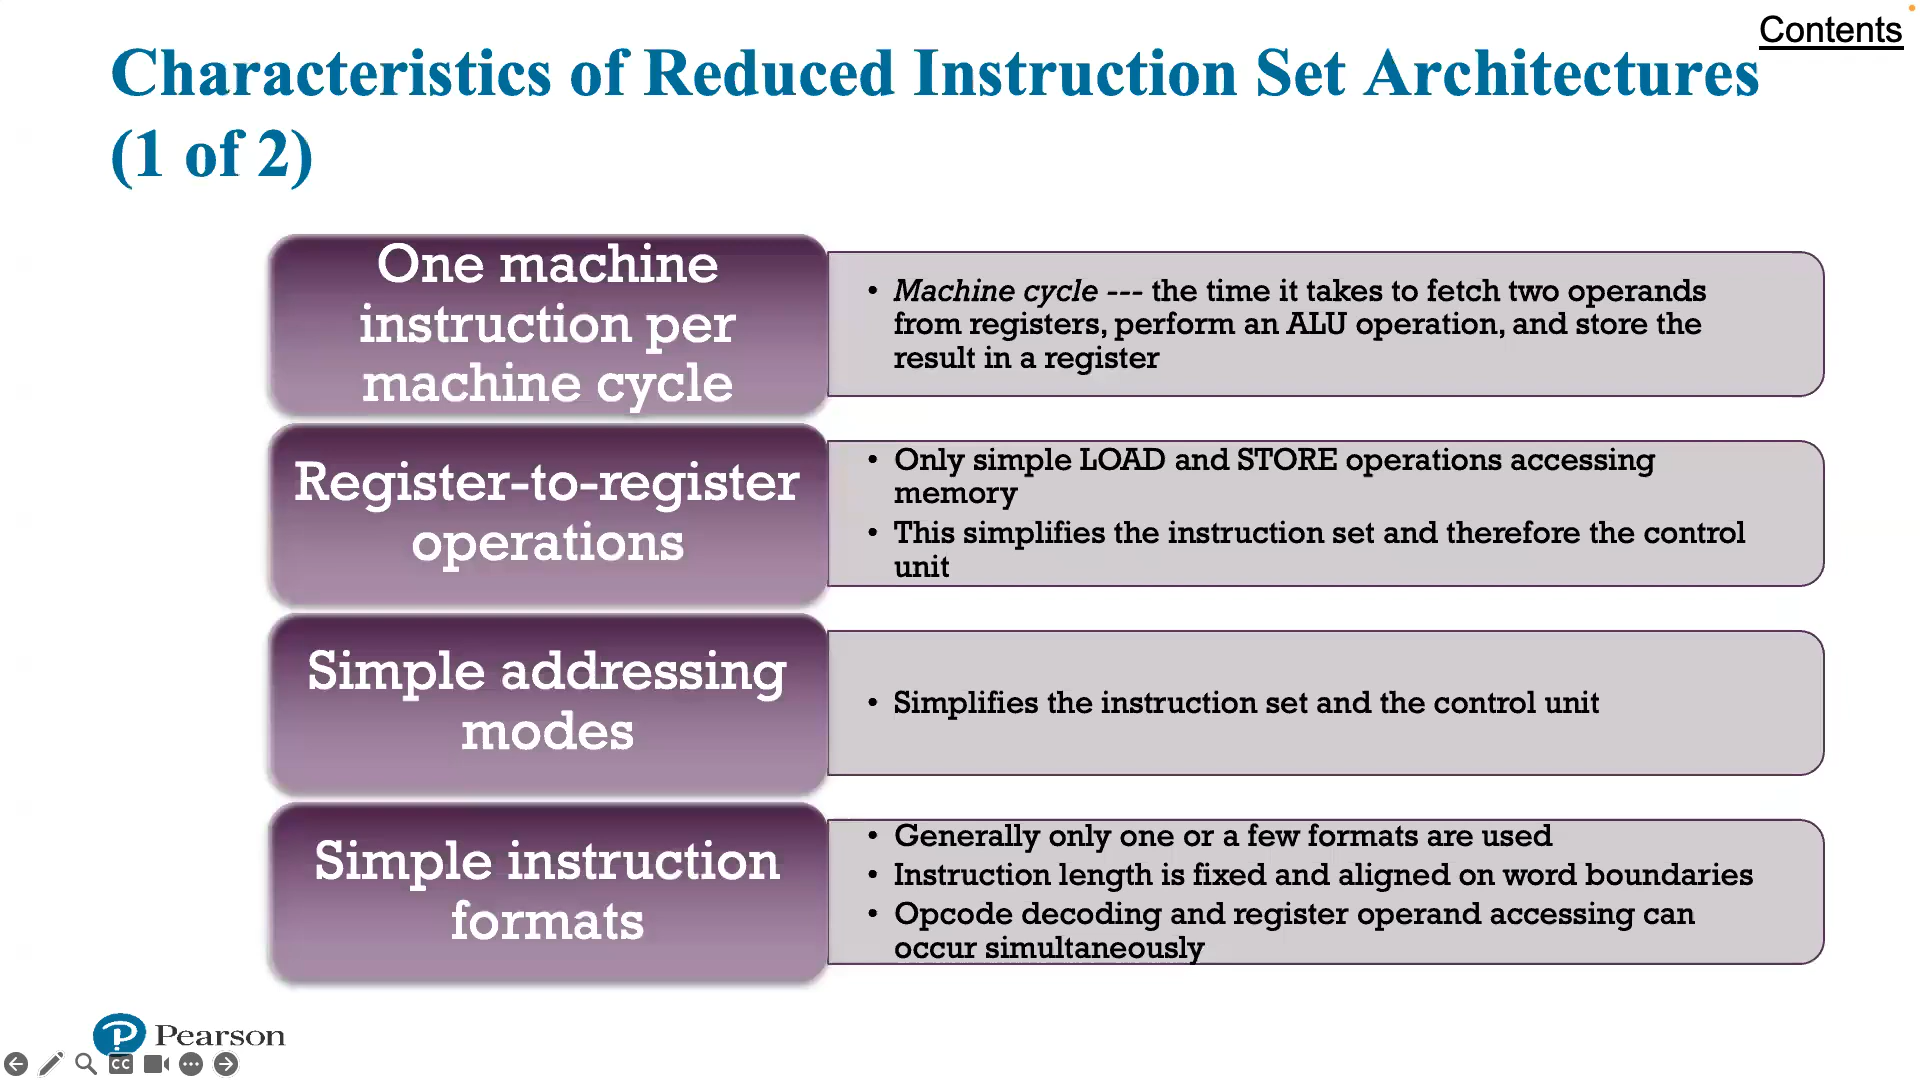 Contents
Characteristics of Reduced Instruction Set Architectures
(1 of 2)
One machine
instruction per
machine cycle
• Machine cycle --- the time it takes to fetch two operands
from registers, perform an ALU operation, and store the
result in a register
Register-to-register
operations
• Only simple LOAD and STORE operations accessing
memory
• This simplifies the instruction set and therefore the control
unit
Simple addressing
modes
• Simplifies the instruction set and the control unit
Simple instruction
formats
• Generally only one or a few formats are used
• Instruction length is fixed and aligned on word boundaries
• Opcode decoding and register operand accessing can
occur simultaneously
P Pearson
CC